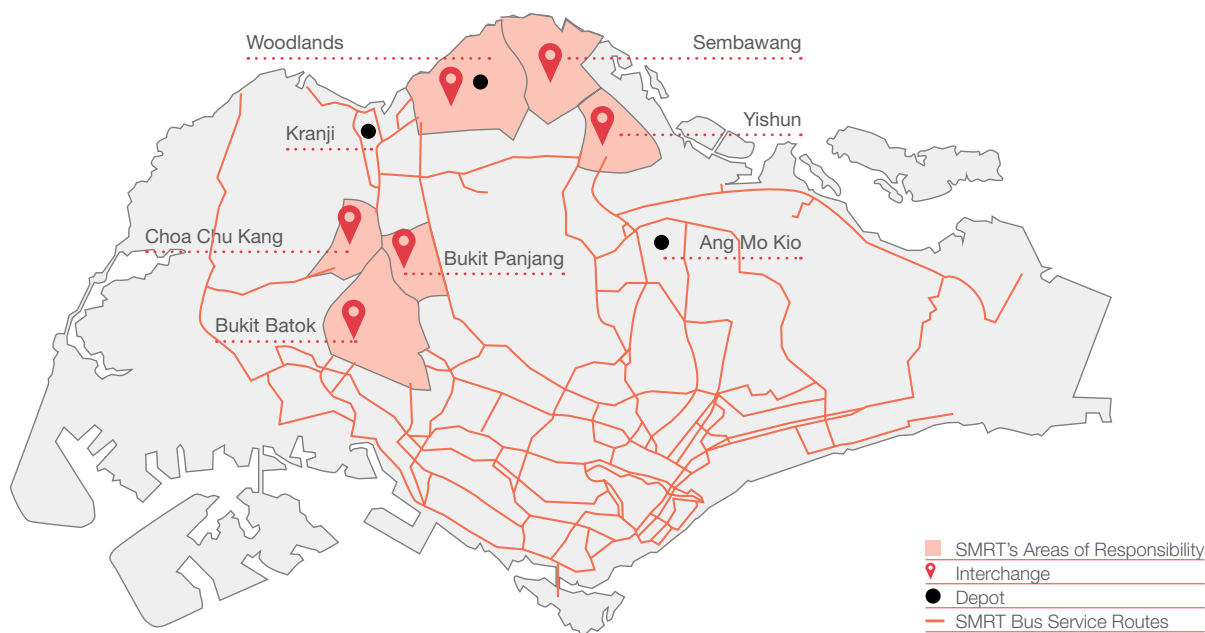 Woodlands
Sembawang
Kranji
Yishun
Choa Chu Kang
Bukit Panjang
Ang Mo Kio
Bukit Batok
SMRT's Areas of Responsibility
Interchange
Depot
SMRT Bus Service Routes